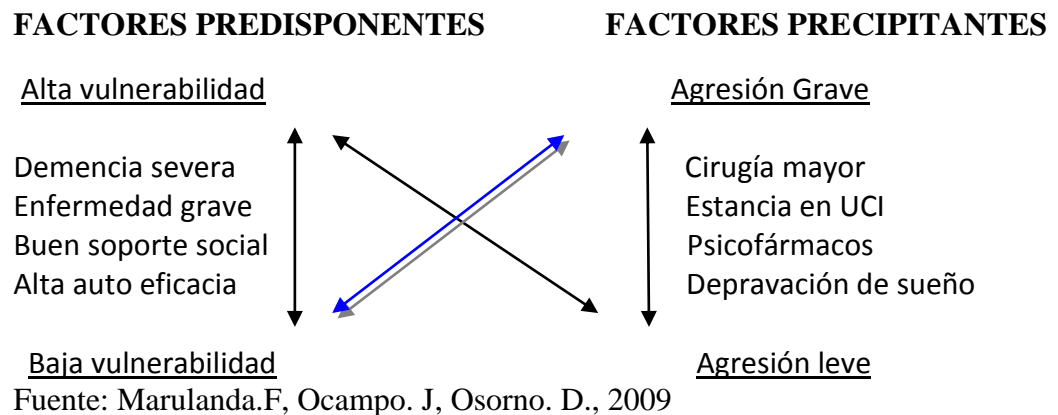 FACTORES PREDISPONENTES FACTORES PRECIPITANTES
Alta vulnerabilidad Agresión Grave
Demencia severa Cirugía mayor
Enfermedad grave Estancia en UCI
Buen soporte social Psicofármacos
Alta auto eficacia Depravación de sueño
Baja vulnerabilidad Agresión leve
Fuente: Marulanda.F, Ocampo. J, Osorno. D., 2009